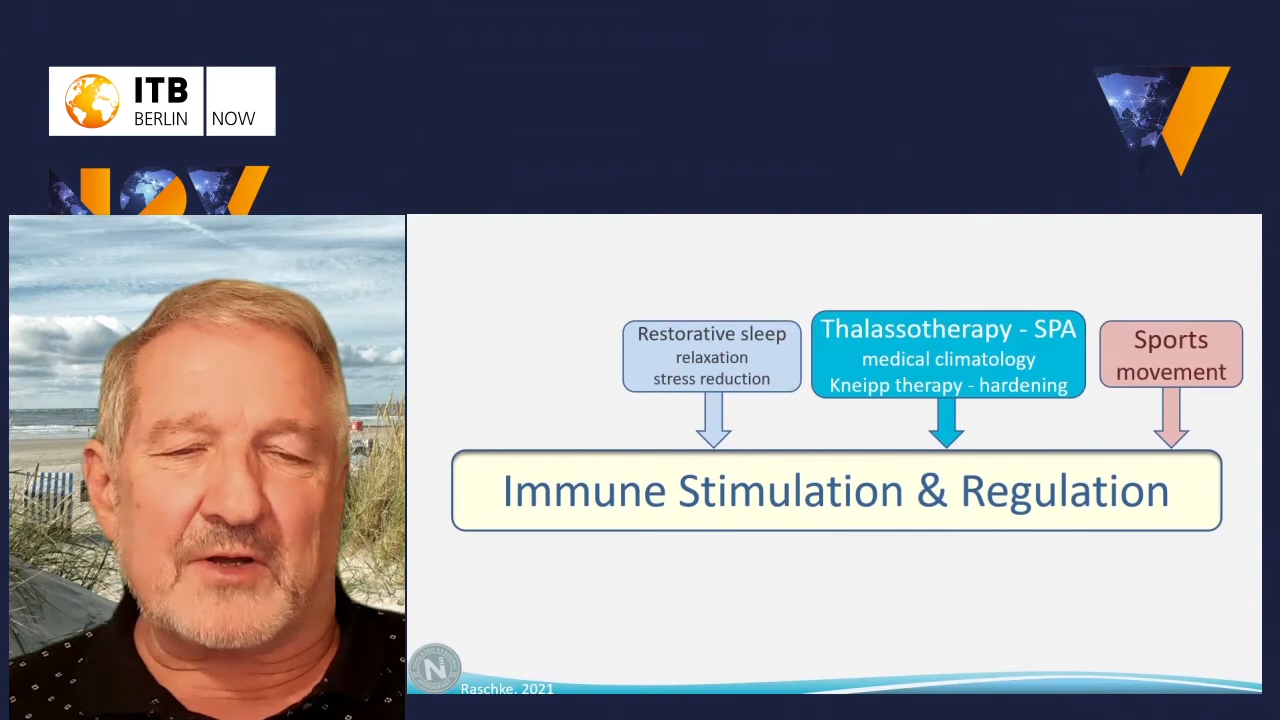 ITB
BERLIN
NOW
Restorative sleep
relaxation
stress reduction
Thalassotherapy - SPA
medical climatology
Kneipp therapy - hardening
Sports
movement
Immune Stimulation & Regulation
N
Raschke, 2021